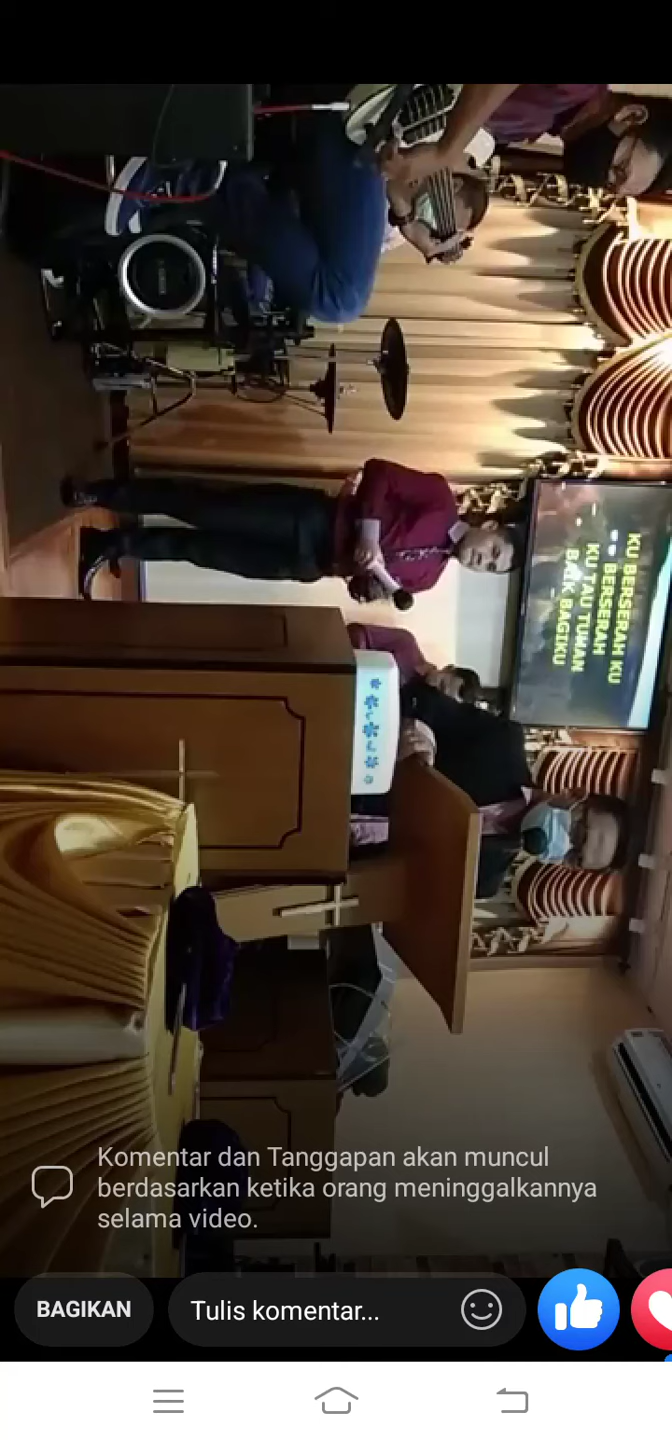 KU BERSERAH KU
BERSERAH
KU TAU TUHAN
BAIK BAGIKU
Komentar dan Tanggapan akan muncul
berdasarkan ketika orang meninggalkannya
selama video.
BAGIKAN
Tulis komentar...